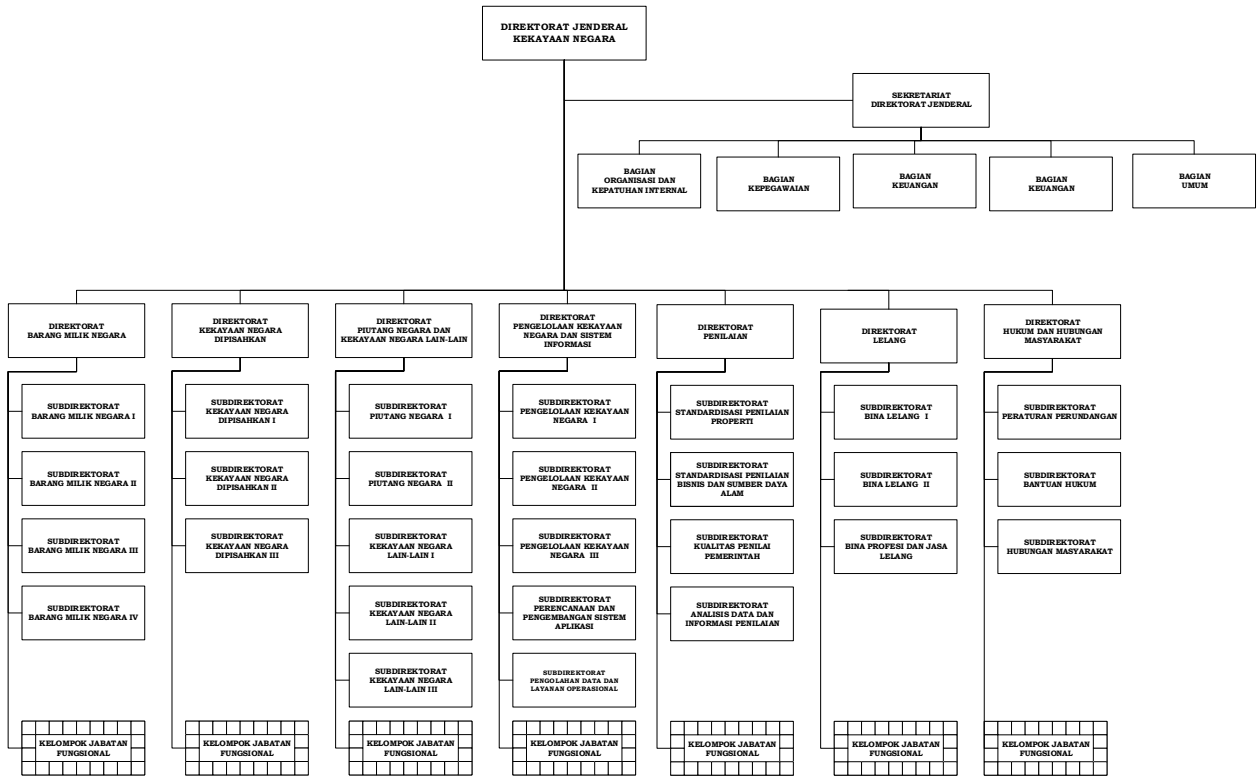 DIREKTORAT JENDERAL
KEKAYAAN NEGARA
SEKRETARIAT
DIREKTORAT JENDERAL
BAGIAN
ORGANISASI DAN
KEPATUHAN INTERNAL
BAGIAN
KEPEGAWAIAN
BAGIAN
KEUANGAN
BAGIAN
KEUANGAN
BAGIAN
UMUM
DIREKTORAT
BARANG MILIK NEGARA
DIREKTORAT
KEKAYAAN NEGARA
DIPISAHKAN
DIREKTORAT
PIUTANG NEGARA DAN
KEKAYAAN NEGARA LAIN-LAIN
DIREKTORAT
PENGELOLAAN KEKAYAAN
NEGARA DAN SISTEM
INFORMASI
DIREKTORAT
PENILAIAN
DIREKTORAT
LELANG
DIREKTORAT
HUKUM DAN HUBUNGAN
MASYARAKAT
SUBDIREKTORAT
BARANG MILIK NEGARA I
SUBDIREKTORAT
KEKAYAAN NEGARA
DIPISAHKAN I
SUBDIREKTORAT
PIUTANG NEGARA I
SUBDIREKTORAT
PENGELOLAAN KEKAYAAN
NEGARA I
SUBDIREKTORAT
STANDARDISASI PENILAIAN
PROPERTI
SUBDIREKTORAT
BINA LELANG I
SUBDIREKTORAT
PERATURAN PERUNDANGAN
SUBDIREKTORAT
BARANG MILIK NEGARA II
SUBDIREKTORAT
KEKAYAAN NEGARA
DIPISAHKAN II
SUBDIREKTORAT
PIUTANG NEGARA II
SUBDIREKTORAT
PENGELOLAAN KEKAYAAN
NEGARA II
SUBDIREKTORAT
STANDARDISASI PENILAIAN
BISNIS DAN SUMBER DAYA
ALAM
SUBDIREKTORAT
BINA LELANG II
SUBDIREKTORAT
BANTUAN HUKUM
SUBDIREKTORAT
BARANG MILIK NEGARA III
SUBDIREKTORAT
KEKAYAAN NEGARA
DIPISAHKAN III
SUBDIREKTORAT
KEKAYAAN NEGARA
LAIN-LAIN I
SUBDIREKTORAT
PENGELOLAAN KEKAYAAN
NEGARA III
SUBDIREKTORAT
KUALITAS PENILAI
PEMERINTAH
SUBDIREKTORAT
BINA PROFESI DAN JASA
LELANG
SUBDIREKTORAT
HUBUNGAN MASYARAKAT
SUBDIREKTORAT
BARANG MILIK NEGARA IV
SUBDIREKTORAT
KEKAYAAN NEGARA
LAIN-LAIN II
SUBDIREKTORAT
PERENCANAAN DAN
PENGEMBANGAN SISTEM
APLIKASI
SUBDIREKTORAT
ANALISIS DATA DAN
INFORMASI PENILAIAN
SUBDIREKTORAT
KEKAYAAN NEGARA
LAIN-LAIN III
SUBDIREKTORAT
PENGOLAHAN DATA DAN
LAYANAN OPERASIONAL
KELOMPOK JABATAN
FUNGSIONAL
KELOMPOK JABATAN
FUNGSIONAL
KELOMPOK JABATAN
FUNGSIONAL
KELOMPOK JABATAN
FUNGSIONAL
KELOMPOK JABATAN
FUNGSIONAL
KELOMPOK JABATAN
FUNGSIONAL
KELOMPOK JABATAN
FUNGSIONAL